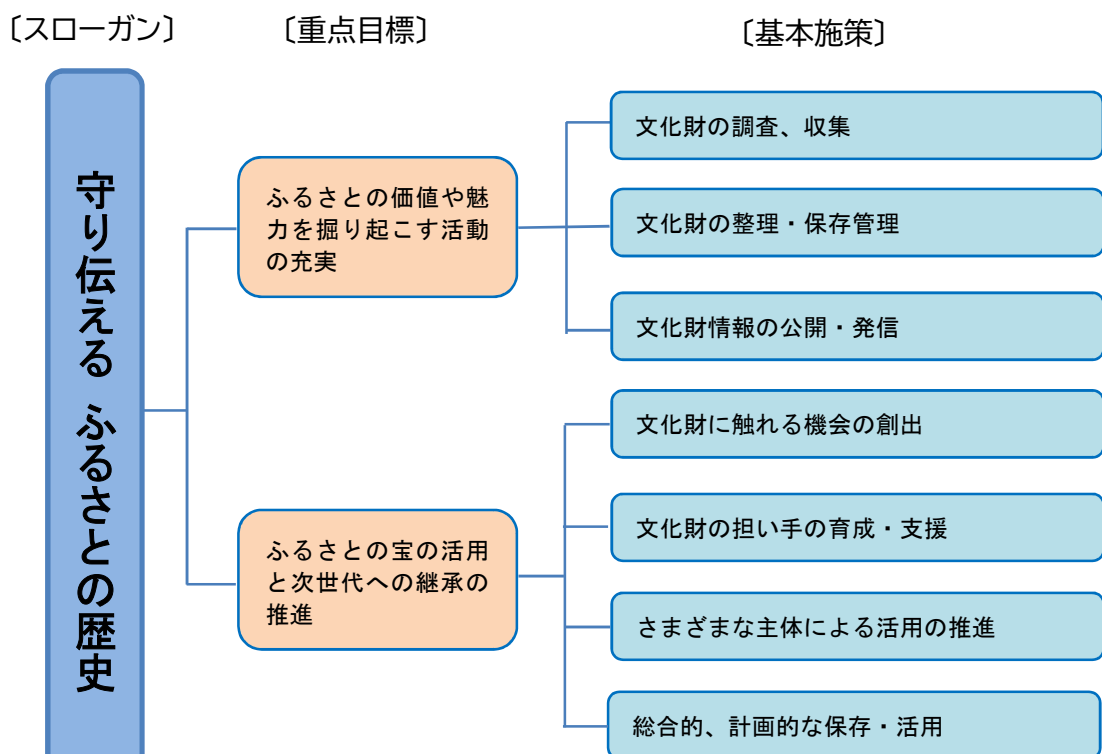 〔スローガン〕
〔重点目標〕
〔基本施策〕
守り伝える ふるさとの歴史
ふるさとの価値や魅
力を掘り起こす活動
の充実
文化財の調査、収集
文化財の整理・保存管理
文化財情報の公開・発信
ふるさとの宝の活用
と次世代への継承の
推進
文化財に触れる機会の創出
文化財の担い手の育成・支援
さまざまな主体による活用の推進
総合的、計画的な保存・活用